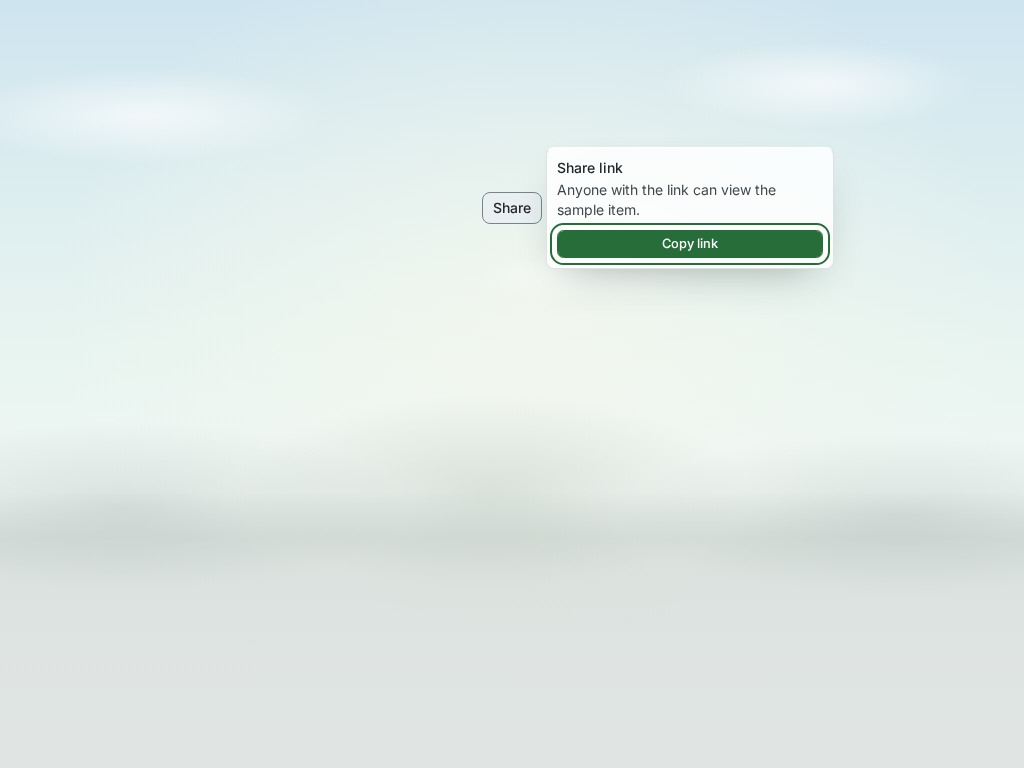 Share link
Anyone with the link can view the
sample item.
Share
Copy link